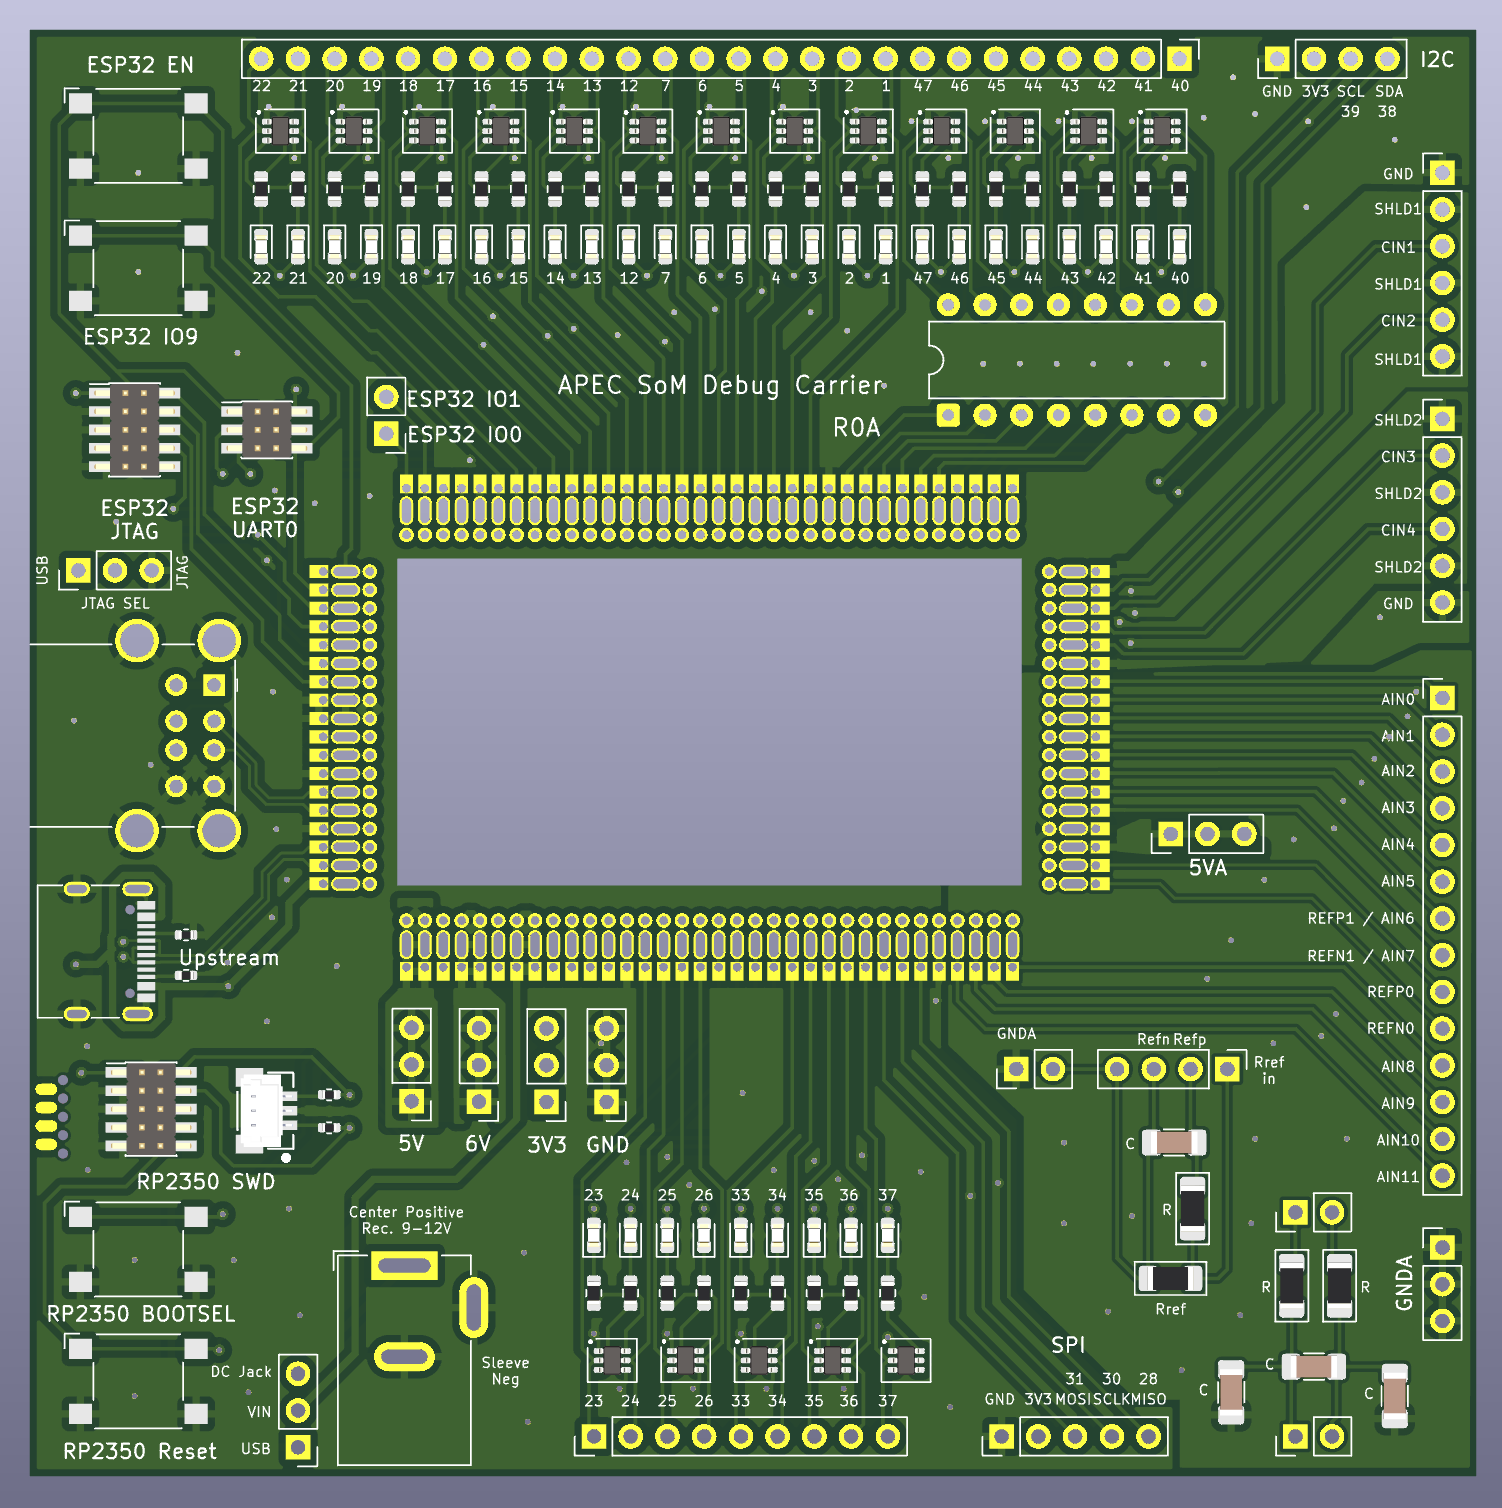 ESP32 EN
22 21 20 19 18 17 16 15 14 13 12 7 6 5 4 3 2 1 47 46 45 44 43 42 41 40
I2C
GND 3V3 SCL SDA
39 38
GND
SHLD1
CIN1
SHLD1
CIN2
SHLD1
22 21 20 19 18 17 16 15 14 13 12 7 6 5 4 3 2 1 47 46 45 44 43 42 41 40
ESP32 IO9
APEC SoM Debug Carrier
R0A
ESP32 IO1
ESP32 IO0
SHLD2
CIN3
SHLD2
CIN4
SHLD2
GND
ESP32
JTAG
ESP32
UART0
USB
JTAG
JTAG SEL
AIN0
AIN1
AIN2
AIN3
AIN4
AIN5
REFP1 / AIN6
REFN1 / AIN7
REFP0
REFN0
AIN8
AIN9
AIN10
AIN11
5VA
Upstream
GNDA
Refn Refp
Rref
in
5V
6V
3V3
GND
C
RP2350 SWD
23 24 25 26 33 34 35 36 37
R
Center Positive
Rec. 9-12V
GNDA
R
R
Rref
RP2350 BOOTSEL
SPI
Sleeve
Neg
DC Jack
VIN
USB
C
C
C
31 30 28
GND 3V3 MOSI SCLK MISO
23 24 25 26 33 34 35 36 37
RP2350 Reset